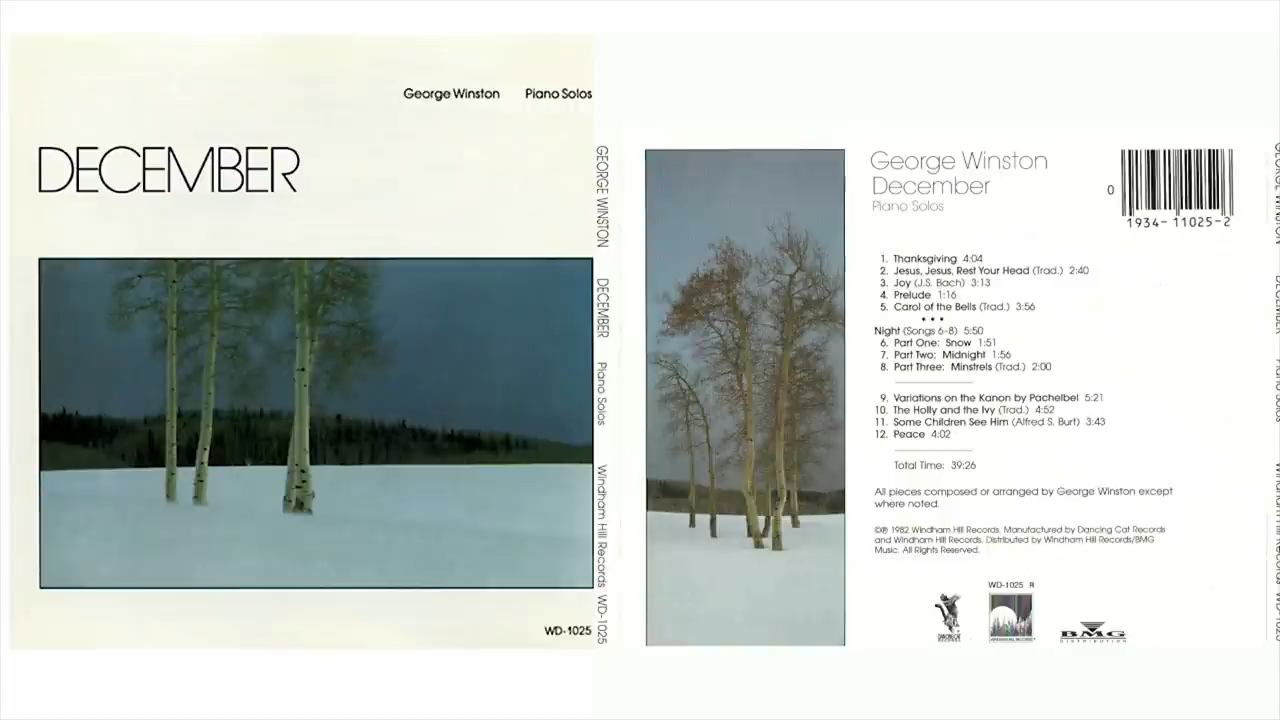 George Winston Piano Solos
DECEMBER
WD-1025
GEORGE WINSTON DECEMBER Piano Solos Windham Hill Records WD-1025
George Winston
December
Piano Solos
0
1934-11025-2
1. Thanksgiving 4:04
2. Jesus, Jesus, Rest Your Head (Trad.) 2:40
3. Joy (J.S. Bach) 3:13
4. Prelude 1:16
5. Carol of the Bells (Trad.) 3:56
* * *
Night (Songs 6-8) 5:50
6. Part One: Snow 1:51
7. Part Two: Midnight 1:56
8. Part Three: Minstrels (Trad.) 2:00
9. Variations on the Kanon by Pachelbel 5:21
10. The Holly and the Ivy (Trad.) 4:52
11. Some Children See Him (Alfred S. Burt) 3:43
12. Peace 4:02
Total Time: 39:26
All pieces composed or arranged by George Winston except
where noted.
©℗ 1982 Windham Hill Records. Manufactured by Dancing Cat Records
and Windham Hill Records. Distributed by Windham Hill Records/BMG
Music. All Rights Reserved.
WD-1025 R
DANCING CAT
RECORDS
WINDHAM HILL RECORDS
BMG
DISTRIBUTION